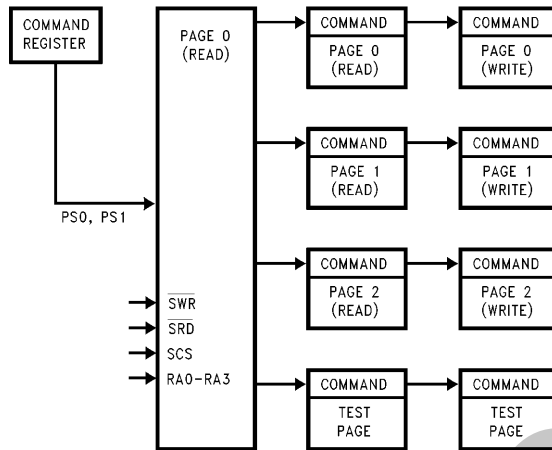 COMMAND
REGISTER
PS0, PS1
PAGE 0
(READ)
SWR
SRD
SCS
RA0-RA3
COMMAND
PAGE 0
(READ)
COMMAND
PAGE 0
(WRITE)
COMMAND
PAGE 1
(READ)
COMMAND
PAGE 1
(WRITE)
COMMAND
PAGE 2
(READ)
COMMAND
PAGE 2
(WRITE)
COMMAND
TEST
PAGE
COMMAND
TEST
PAGE